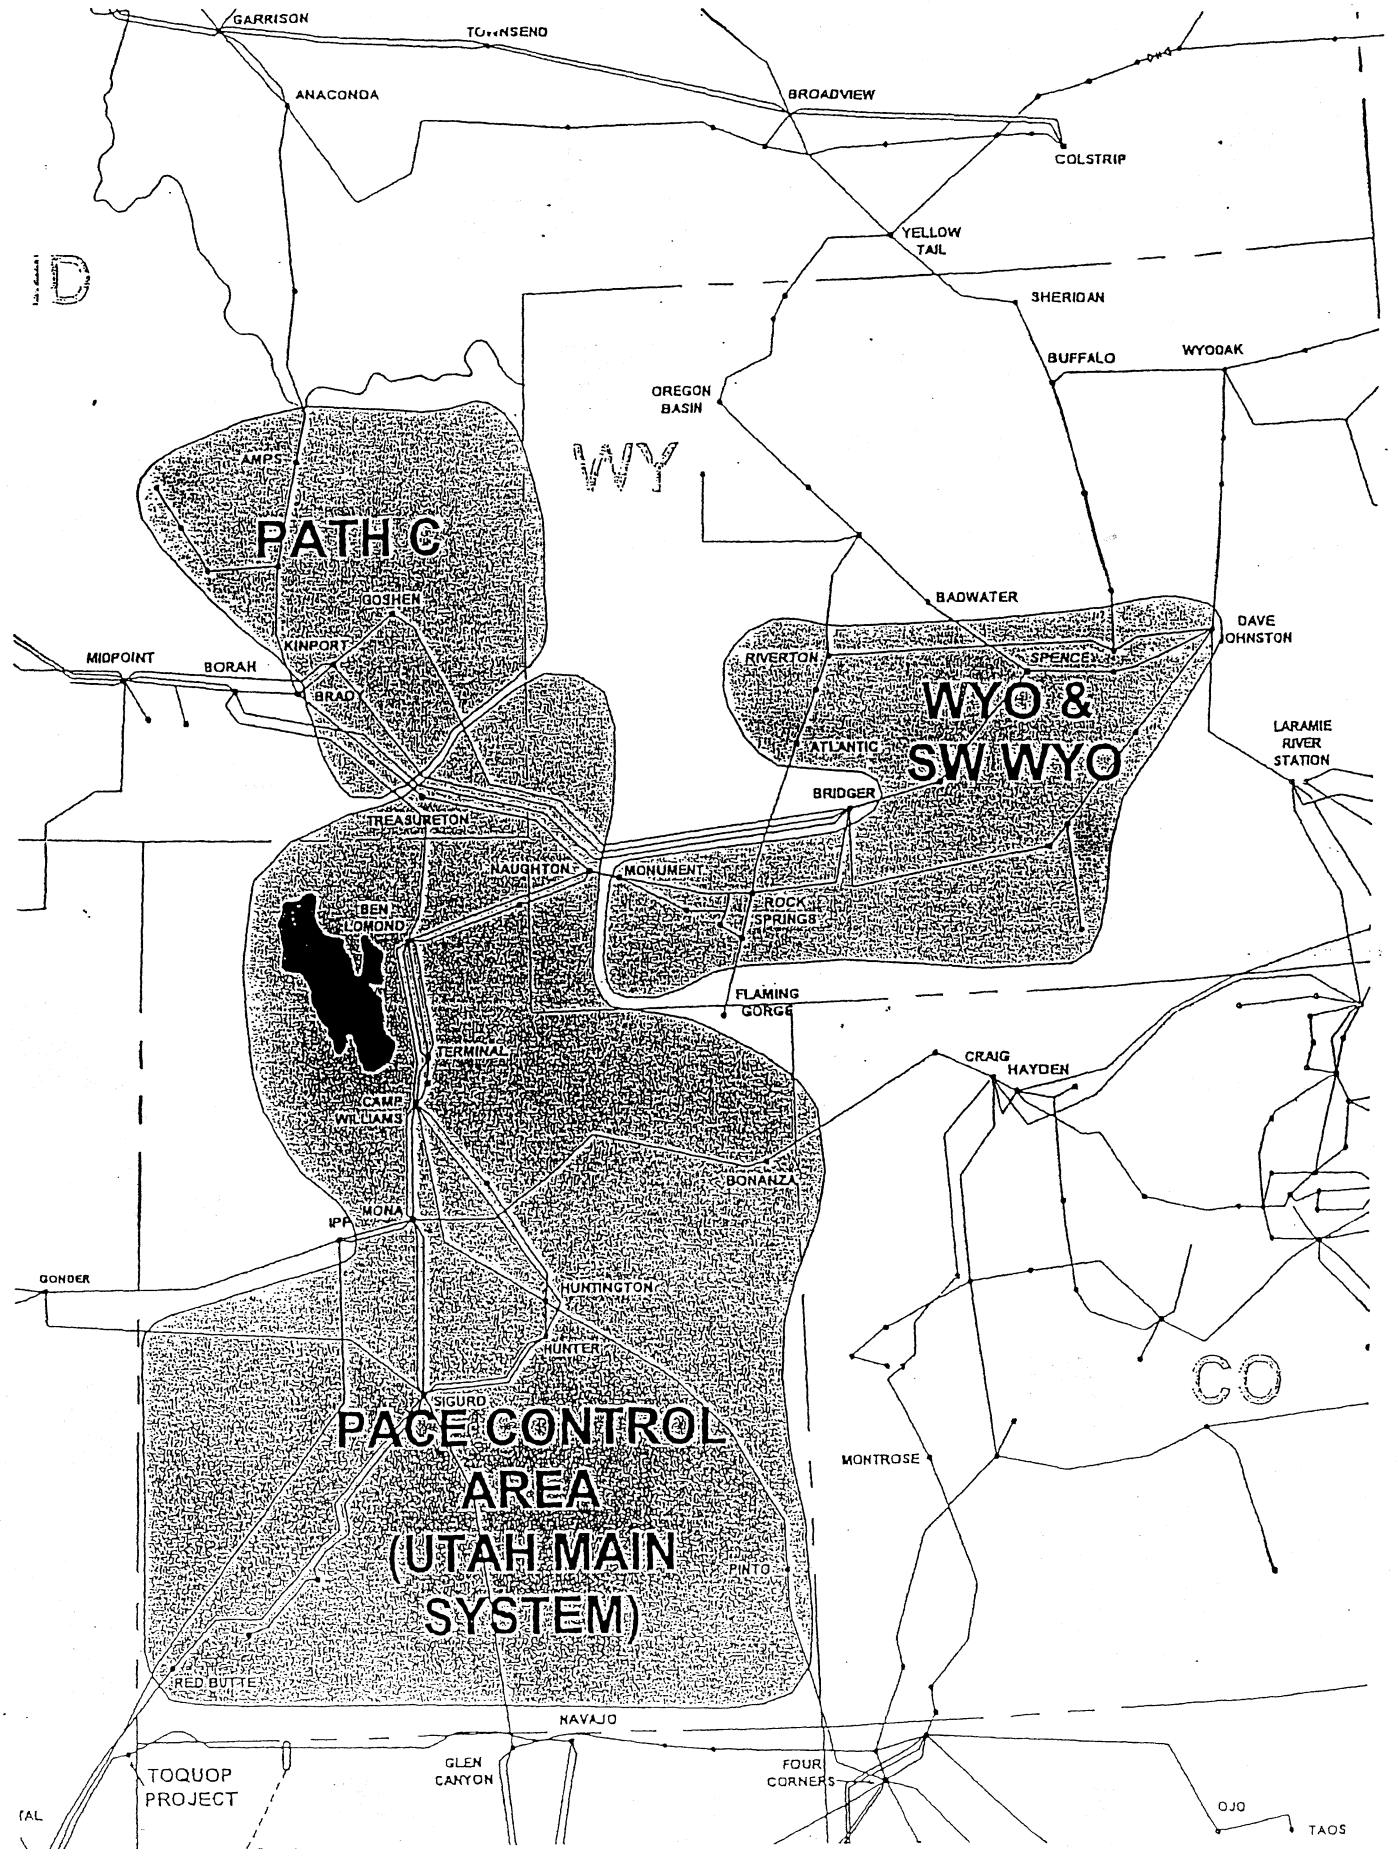 GARRISON
TOWNSEND
ANACONDA
BROADVIEW
COLSTRIP
YELLOW
TAIL
ID
SHERIDAN
BUFFALO
WYODAK
OREGON
BASIN
WY
AMPS
PATH C
GOSHEN
BADWATER
DAVE
JOHNSTON
KINPORT
MIDPOINT
BORAH
BRADY
RIVERTON
SPENCE
WYO &
SW WYO
ATLANTIC
LARAMIE
RIVER
STATION
BRIDGER
TREASURETON
NAUGHTON
MONUMENT
BEN
LOMOND
ROCK
SPRINGS
FLAMING
GORGE
TERMINAL
CRAIG
HAYDEN
CAMP
WILLIAMS
BONANZA
MONA
IPP
GONDER
HUNTINGTON
HUNTER
CO
SIGURD
PACE CONTROL
AREA
(UTAH MAIN
SYSTEM)
MONTROSE
PINTO
RED BUTTE
NAVAJO
GLEN
CANYON
FOUR
CORNERS
TOQUOP
PROJECT
TAL
OJO
TAOS